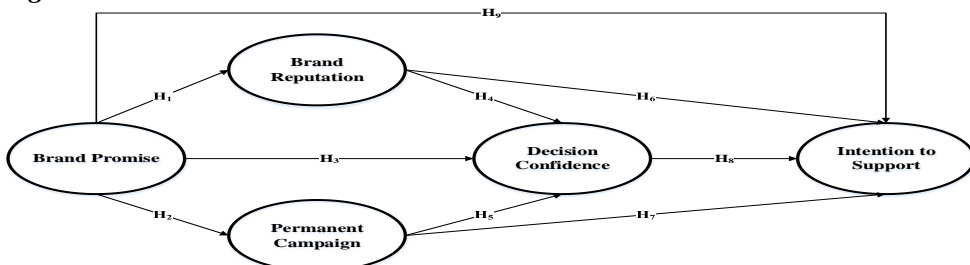 H₉
Brand
Reputation
H₁
H₄
H₆
Brand Promise
H₃
Decision
Confidence
H₈
Intention to
Support
H₂
H₅
H₇
Permanent
Campaign